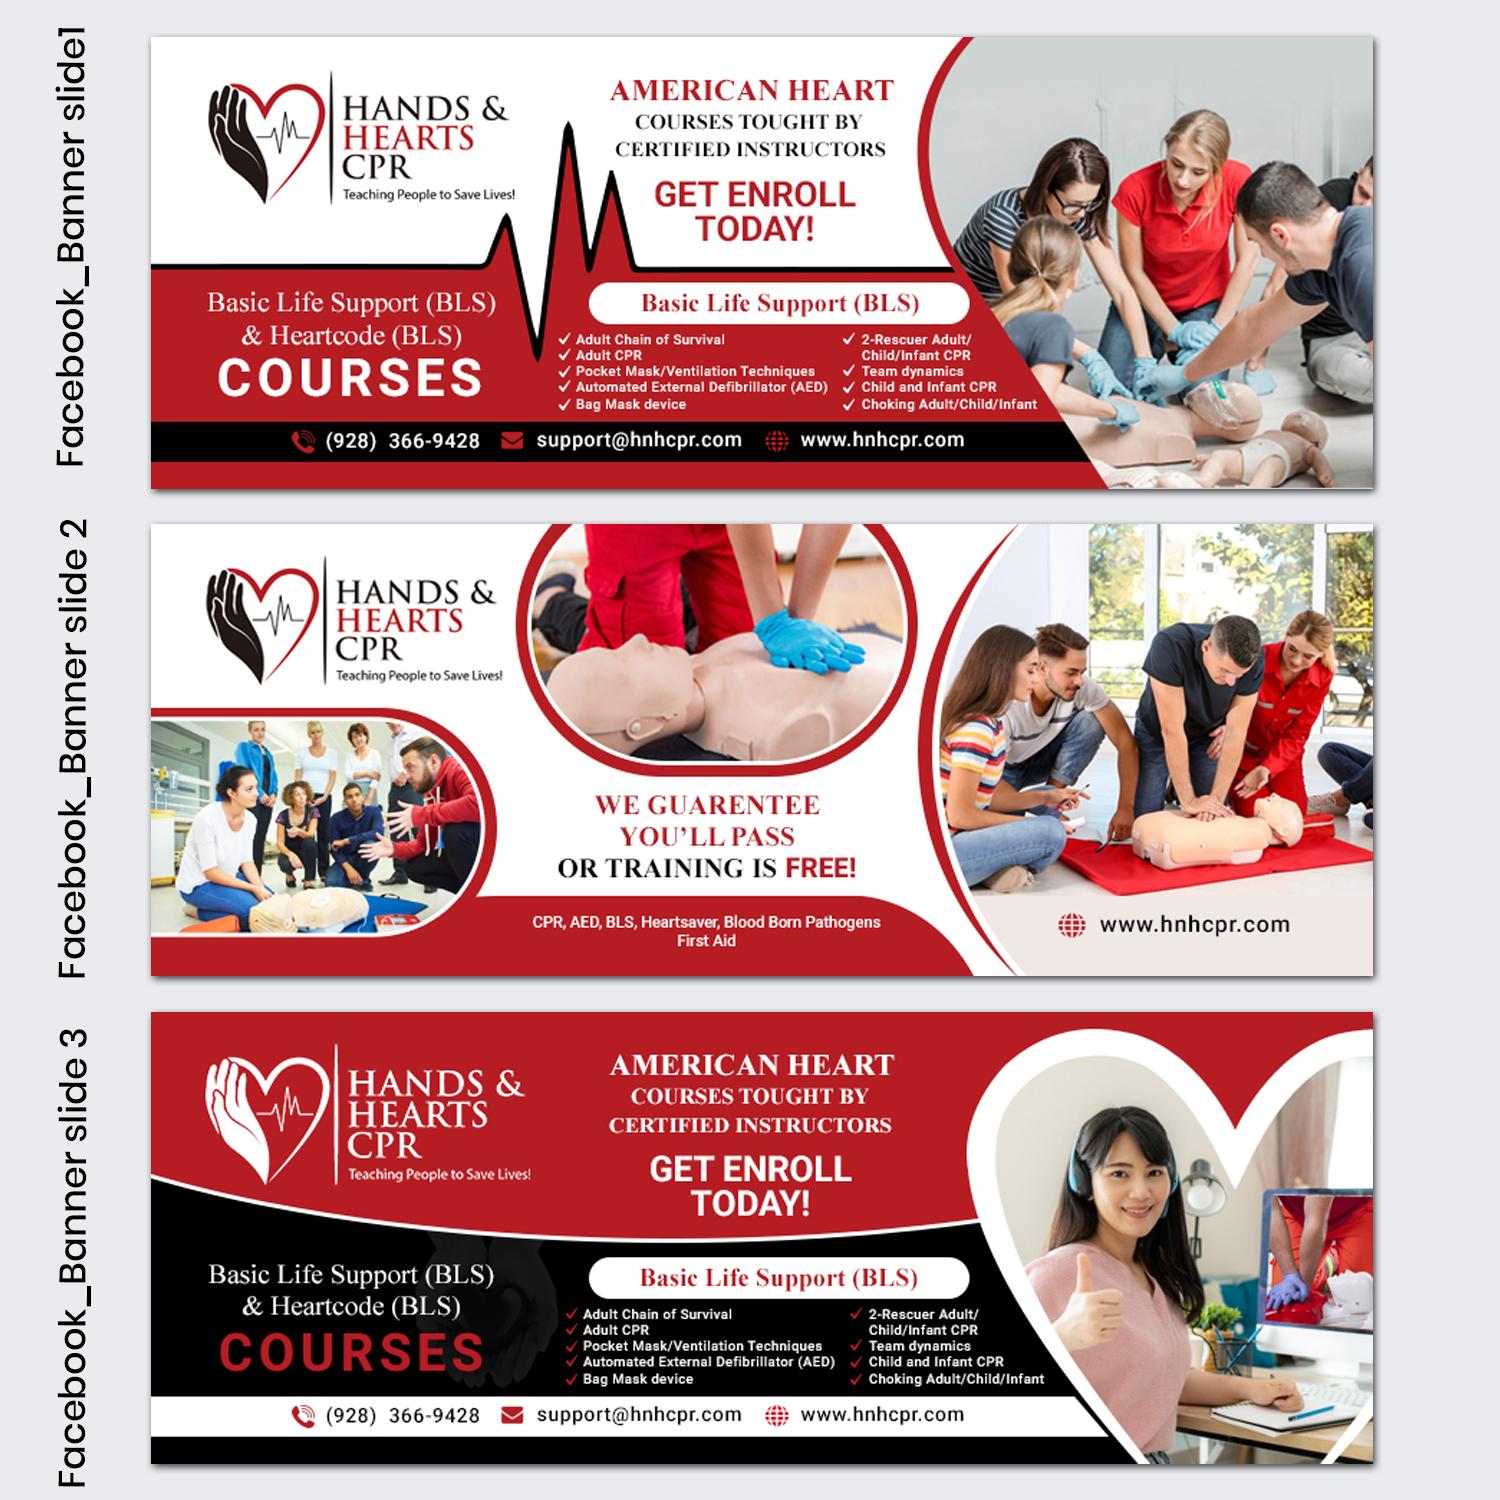 Facebook_Banner slide1
HANDS &
HEARTS
CPR
Teaching People to Save Lives!
AMERICAN HEART
COURSES TOUGHT BY
CERTIFIED INSTRUCTORS
GET ENROLL
TODAY!
Basic Life Support (BLS)
& Heartcode (BLS)
COURSES
Basic Life Support (BLS)
Adult Chain of Survival
Adult CPR
Pocket Mask/Ventilation Techniques
Automated External Defibrillator (AED)
Bag Mask device
2-Rescuer Adult/
Child/Infant CPR
Team dynamics
Child and Infant CPR
Choking Adult/Child/Infant
(928) 366-9428 support@hnhcpr.com www.hnhcpr.com
Facebook_Banner slide 2
HANDS &
HEARTS
CPR
Teaching People to Save Lives!
WE GUARENTEE
YOU'LL PASS
OR TRAINING IS FREE!
CPR, AED, BLS, Heartsaver, Blood Born Pathogens
First Aid
www.hnhcpr.com
Facebook_Banner slide 3
HANDS &
HEARTS
CPR
Teaching People to Save Lives!
AMERICAN HEART
COURSES TOUGHT BY
CERTIFIED INSTRUCTORS
GET ENROLL
TODAY!
Basic Life Support (BLS)
& Heartcode (BLS)
COURSES
Basic Life Support (BLS)
Adult Chain of Survival
Adult CPR
Pocket Mask/Ventilation Techniques
Automated External Defibrillator (AED)
Bag Mask device
2-Rescuer Adult/
Child/Infant CPR
Team dynamics
Child and Infant CPR
Choking Adult/Child/Infant
(928) 366-9428 support@hnhcpr.com www.hnhcpr.com